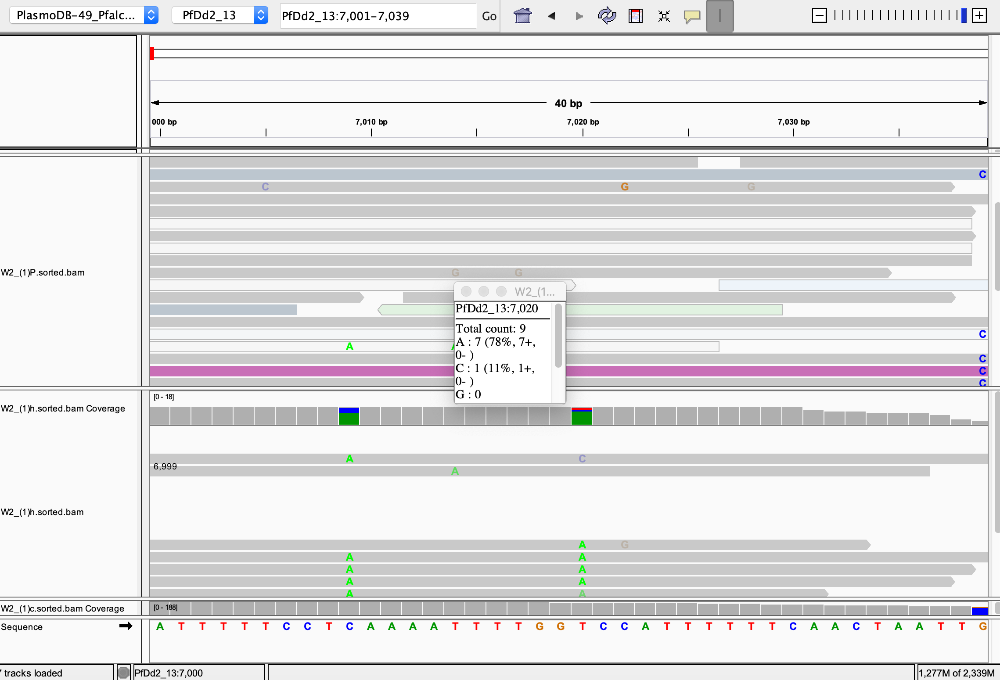 PlasmoDB-49_Pfalc... PfDd2_13 PfDd2_13:7,001-7,039 Go
40 bp
000 bp 7,010 bp 7,020 bp 7,030 bp
C
C G G
W2_(1)P.sorted.bam
G G
W2_(1...
PfDd2_13:7,020
Total count: 9
A : 7 (78%, 7+,
0- )
C : 1 (11%, 1+,
0- )
G : 0
C
A A
C
C
C
[0 - 18]
W2_(1)h.sorted.bam Coverage
A C
6,999
A
W2_(1)h.sorted.bam
A G
A A
A A
A A
A A
W2_(1)c.sorted.bam Coverage [0 - 188]
Sequence A T T T T T C C T C A A A A T T T T G G T C C A T T T T T T C A A C T A A T T G
7 tracks loaded PfDd2_13:7,000 1,277M of 2,339M